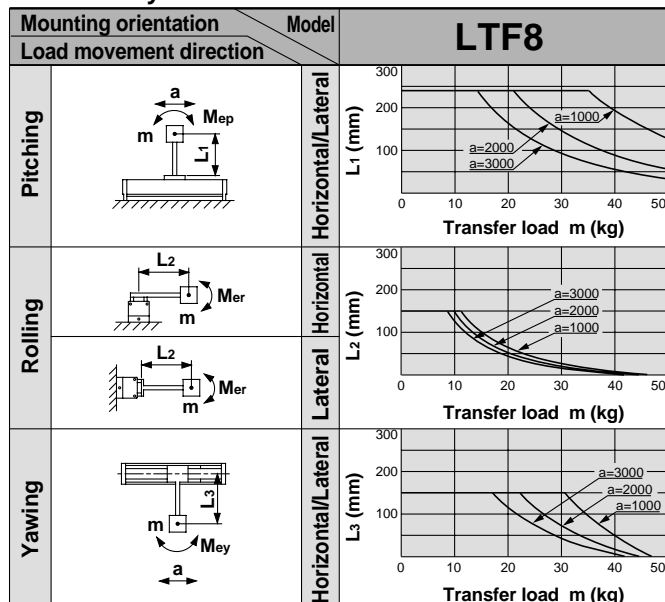 Mounting orientation Model
Load movement direction
LTF8
Pitching
a
Mep
m
L1
Horizontal/Lateral
L1 (mm)
300
200
100
a=1000
a=2000
a=3000
0 10 20 30 40 50
Transfer load m (kg)
Rolling
L2
Mer
m
Horizontal
L2
Mer
m
Lateral
L2 (mm)
300
200
100
a=3000
a=2000
a=1000
0 10 20 30 40 50
Transfer load m (kg)
Yawing
L3
m
Mey
a
Horizontal/Lateral
L3 (mm)
300
200
100
a=3000
a=2000
a=1000
0 10 20 30 40 50
Transfer load m (kg)